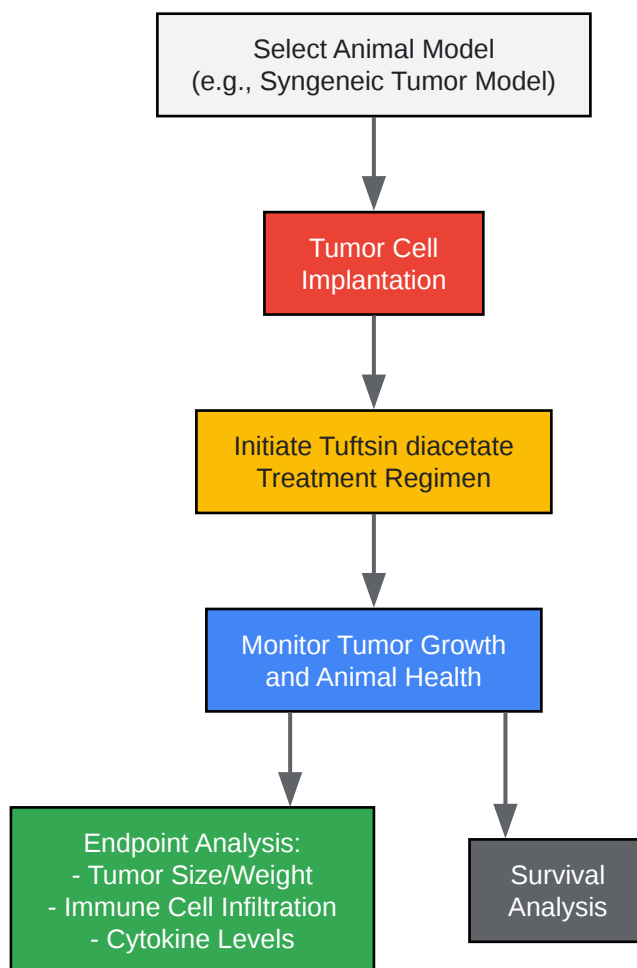 Select Animal Model
(e.g., Syngeneic Tumor Model)
Tumor Cell
Implantation
Initiate Tuftsin diacetate
Treatment Regimen
Monitor Tumor Growth
and Animal Health
Endpoint Analysis:
- Tumor Size/Weight
- Immune Cell Infiltration
- Cytokine Levels
Survival
Analysis